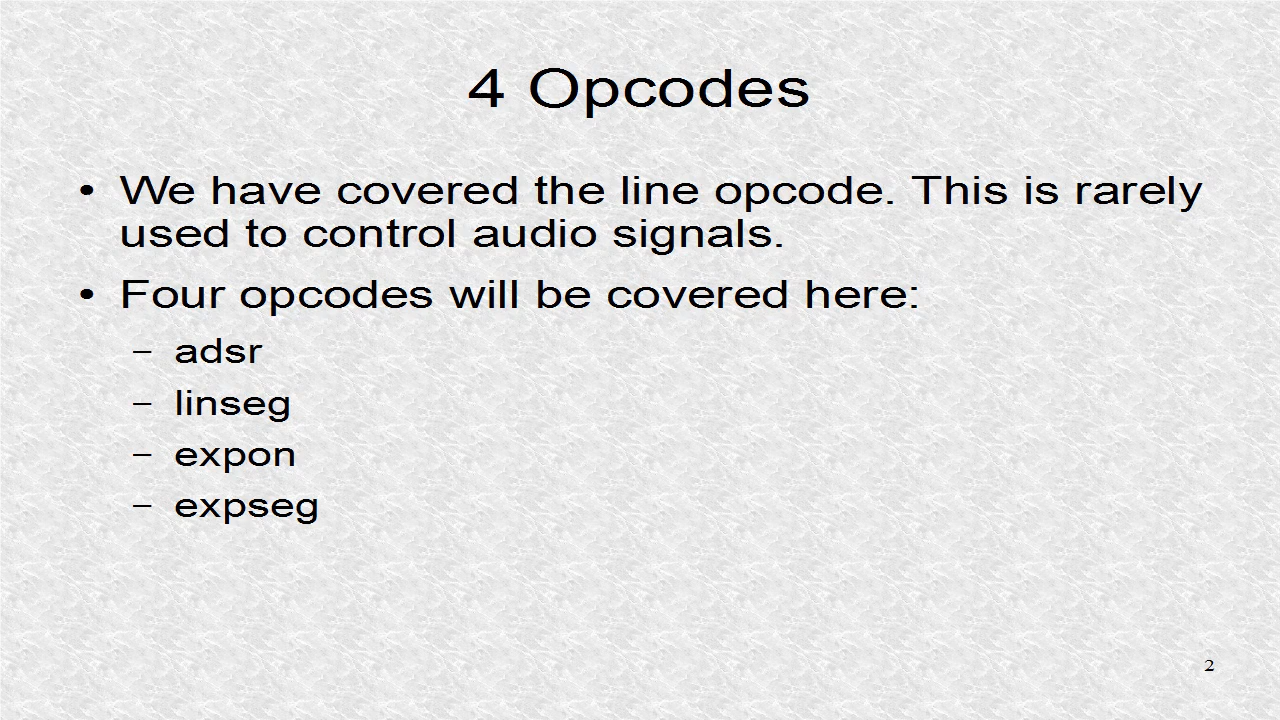 4 Opcodes
• We have covered the line opcode. This is rarely
used to control audio signals.
• Four opcodes will be covered here:
– adsr
– linseg
– expon
– expseg
2